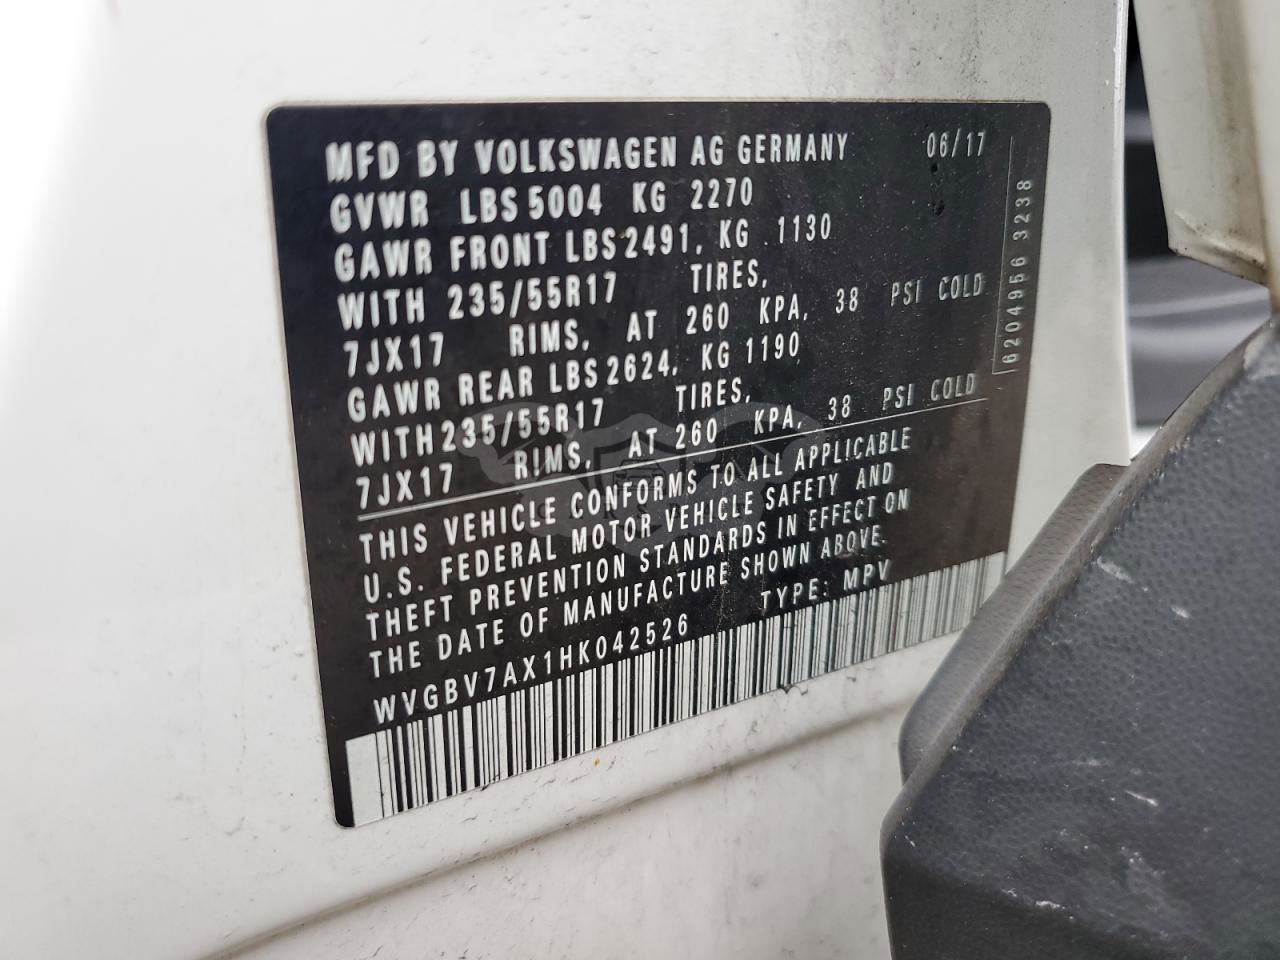 MFD BY VOLKSWAGEN AG GERMANY 06/17
GVWR LBS 5004 KG 2270
GAWR FRONT LBS 2491, KG 1130
WITH 235/55R17 TIRES,
7JX17 RIMS, AT 260 KPA, 38 PSI COLD
GAWR REAR LBS 2624, KG 1190
WITH 235/55R17 TIRES,
7JX17 RIMS, AT 260 KPA, 38 PSI COLD
THIS VEHICLE CONFORMS TO ALL APPLICABLE
U.S. FEDERAL MOTOR VEHICLE SAFETY AND
THEFT PREVENTION STANDARDS IN EFFECT ON
THE DATE OF MANUFACTURE SHOWN ABOVE.
WVGBV7AX1HK042526 TYPE: MPV
6204956 3238